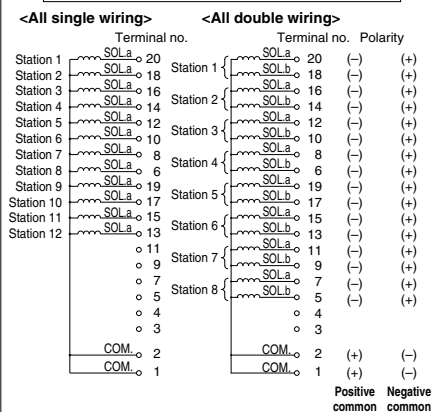 <All single wiring> <All double wiring>
Terminal no. Terminal no. Polarity
Station 1 SOL.a 20 Station 1 SOL.a 20 (–) (+)
Station 2 SOL.a 18 SOL.b 18 (–) (+)
Station 3 SOL.a 16 Station 2 SOL.a 16 (–) (+)
Station 4 SOL.a 14 SOL.b 14 (–) (+)
Station 5 SOL.a 12 Station 3 SOL.a 12 (–) (+)
Station 6 SOL.a 10 SOL.b 10 (–) (+)
Station 7 SOL.a 8 Station 4 SOL.a 8 (–) (+)
Station 8 SOL.a 6 SOL.b 6 (–) (+)
Station 9 SOL.a 19 Station 5 SOL.a 19 (–) (+)
Station 10 SOL.a 17 SOL.b 17 (–) (+)
Station 11 SOL.a 15 Station 6 SOL.a 15 (–) (+)
Station 12 SOL.a 13 SOL.b 13 (–) (+)
11 Station 7 SOL.a 11 (–) (+)
9 SOL.b 9 (–) (+)
7 Station 8 SOL.a 7 (–) (+)
5 SOL.b 5 (–) (+)
4 4
3 3
COM. 2 COM. 2 (+) (–)
COM. 1 COM. 1 (+) (–)
Positive Negative
common common